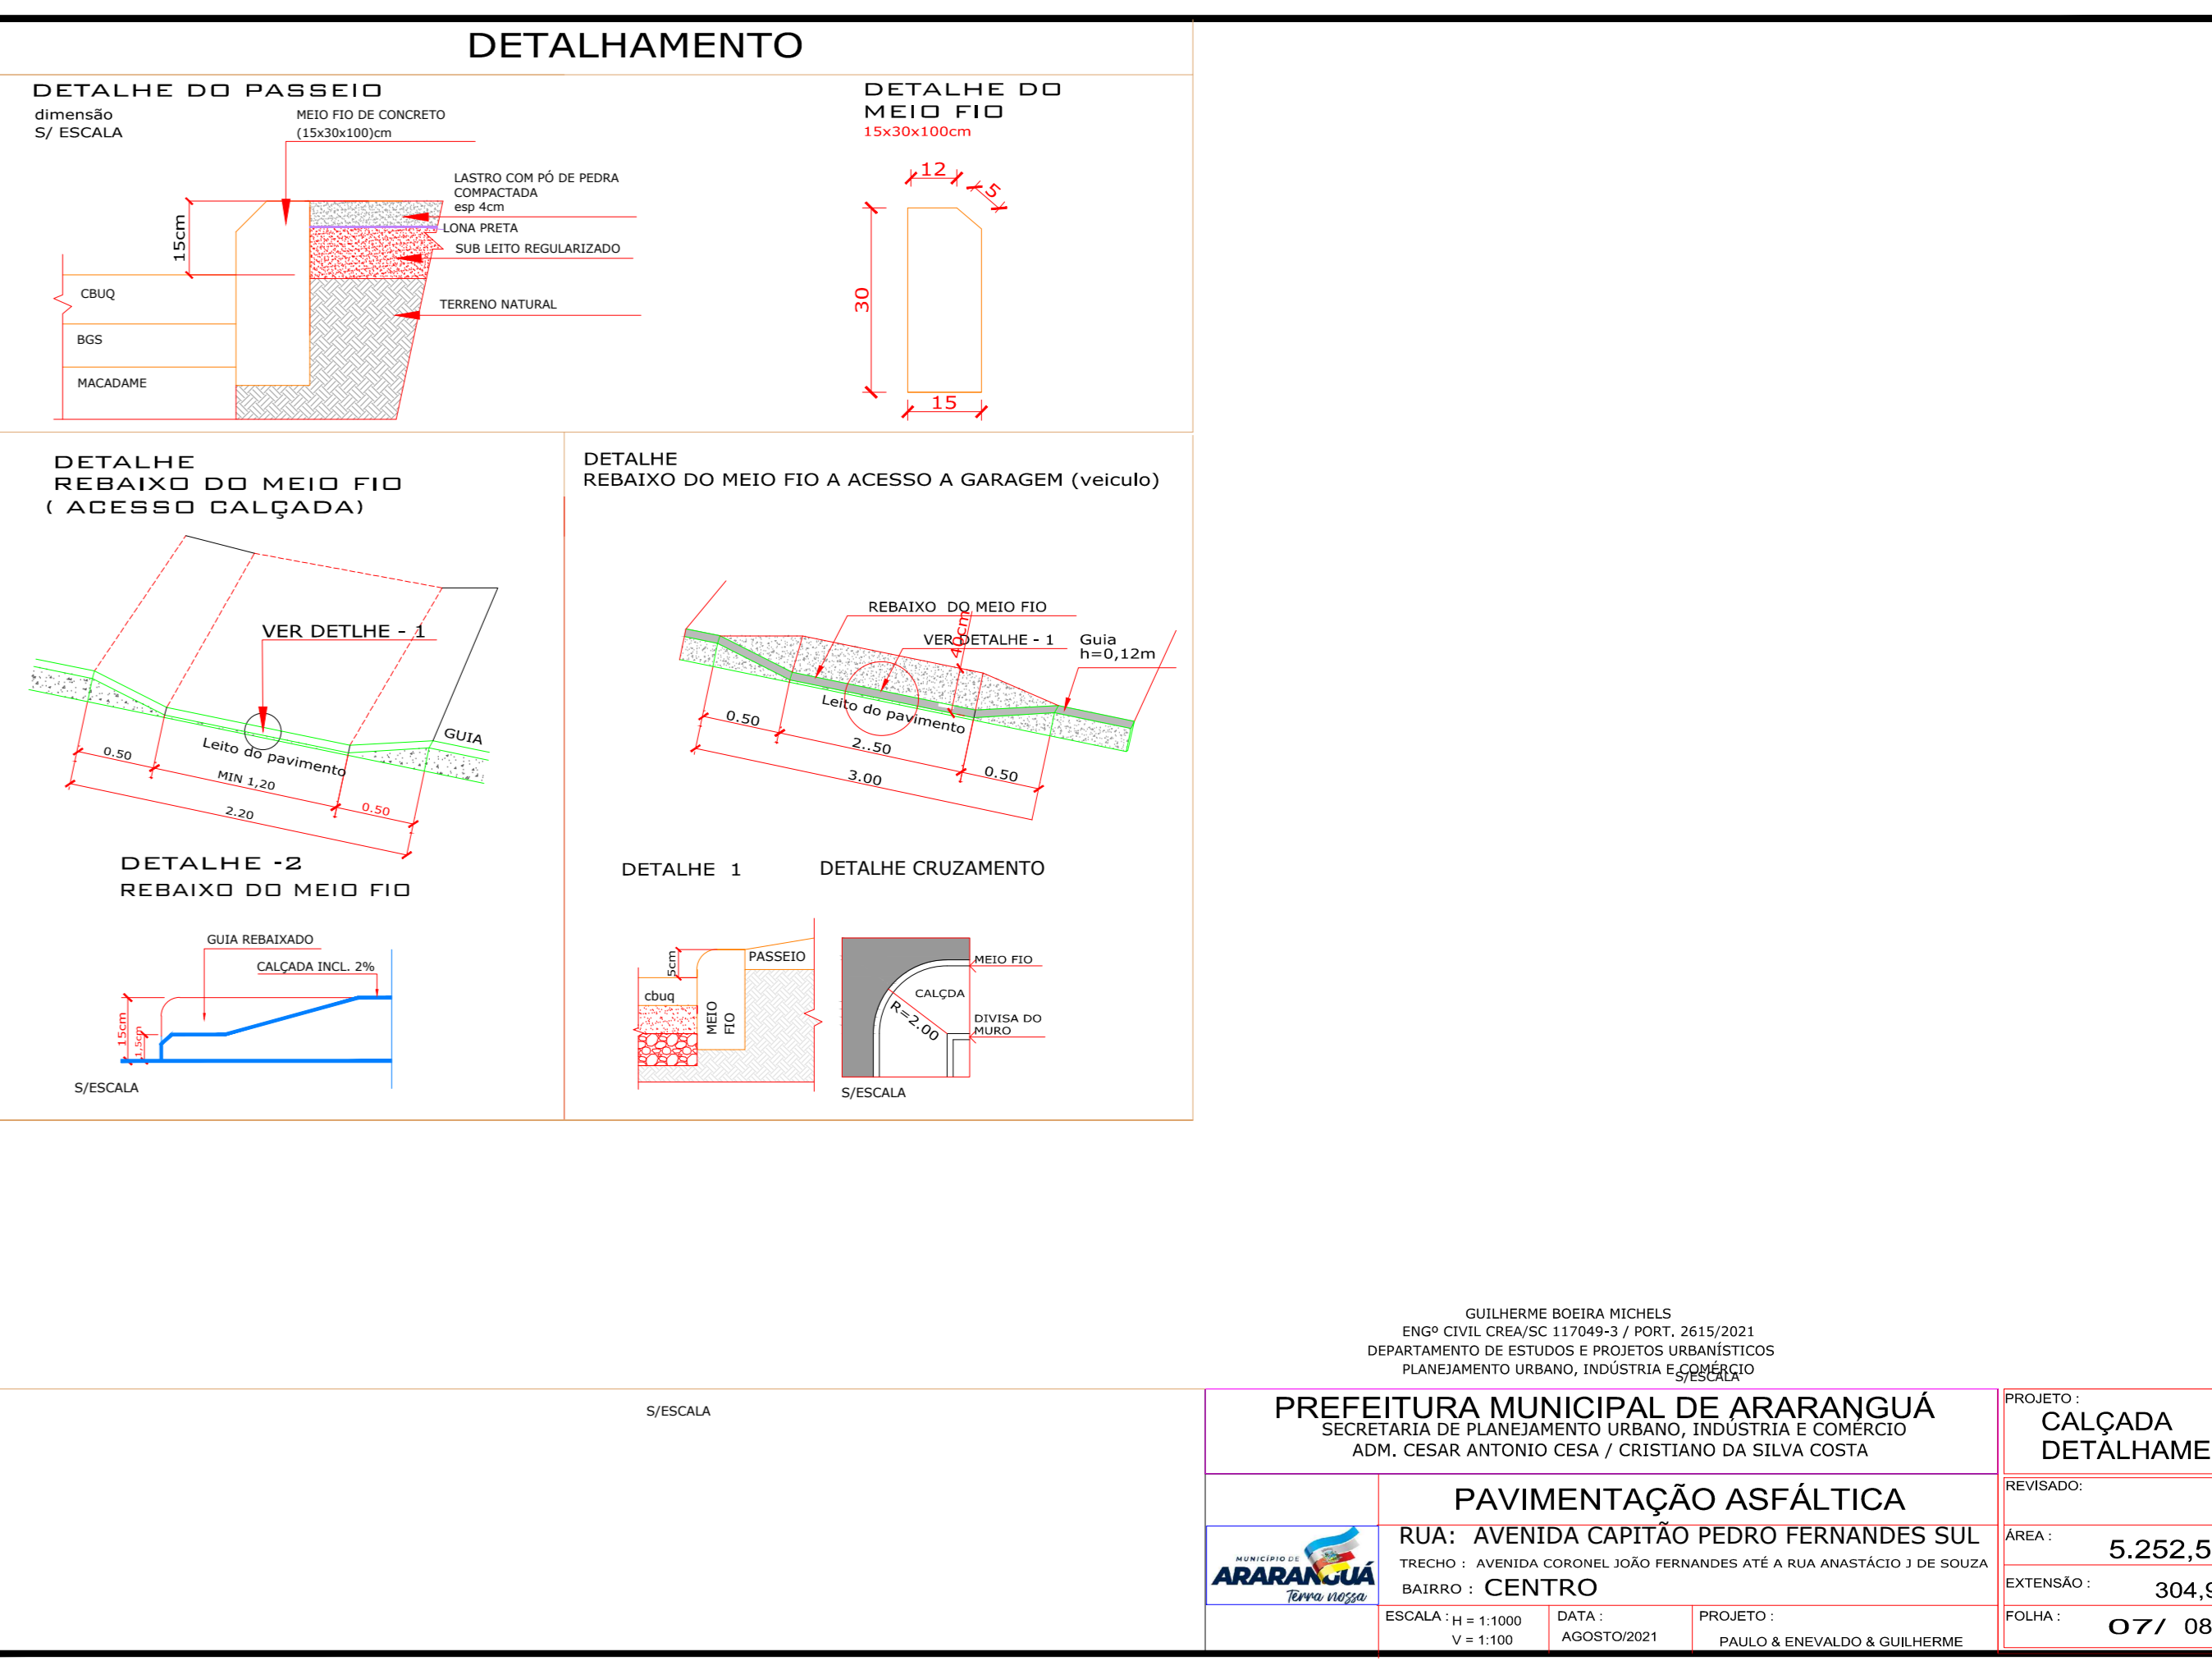 DETALHAMENTO
DETALHE DO PASSEIO
dimensão
S/ ESCALA
MEIO FIO DE CONCRETO
(15x30x100)cm
LASTRO COM PÓ DE PEDRA
COMPACTADA
esp 4cm
LONA PRETA
SUB LEITO REGULARIZADO
TERRENO NATURAL
15cm
CBUQ
BGS
MACADAME
DETALHE DO
MEIO FIO
15x30x100cm
12
5
30
15
DETALHE
REBAIXO DO MEIO FIO
( ACESSO CALÇADA)
VER DETLHE - 1
GUIA
Leito do pavimento
0.50
MIN 1,20
0.50
2.20
DETALHE
REBAIXO DO MEIO FIO A ACESSO A GARAGEM (veiculo)
REBAIXO DO MEIO FIO
VER DETALHE - 1
40cm
Guia
h=0,12m
Leito do pavimento
0.50
2..50
0.50
3.00
DETALHE -2
REBAIXO DO MEIO FIO
GUIA REBAIXADO
CALÇADA INCL. 2%
15cm
1,5cm
S/ESCALA
DETALHE 1
5cm
PASSEIO
cbuq
MEIO
FIO
DETALHE CRUZAMENTO
MEIO FIO
CALÇDA
R=2.00
DIVISA DO
MURO
S/ESCALA
GUILHERME BOEIRA MICHELS
ENGº CIVIL CREA/SC 117049-3 / PORT. 2615/2021
DEPARTAMENTO DE ESTUDOS E PROJETOS URBANÍSTICOS
PLANEJAMENTO URBANO, INDÚSTRIA E COMÉRCIO
S/ESCALA
S/ESCALA
PREFEITURA MUNICIPAL DE ARARANGUÁ
SECRETARIA DE PLANEJAMENTO URBANO, INDÚSTRIA E COMÉRCIO
ADM. CESAR ANTONIO CESA / CRISTIANO DA SILVA COSTA
PROJETO :
CALÇADA
DETALHAME
PAVIMENTAÇÃO ASFÁLTICA
REVISADO:
MUNICÍPIO DE
ARARANGUÁ
Terra nossa
RUA: AVENIDA CAPITÃO PEDRO FERNANDES SUL
TRECHO : AVENIDA CORONEL JOÃO FERNANDES ATÉ A RUA ANASTÁCIO J DE SOUZA
BAIRRO : CENTRO
ÁREA :
5.252,5
EXTENSÃO :
304,9
ESCALA : H = 1:1000
V = 1:100
DATA :
AGOSTO/2021
PROJETO :
PAULO & ENEVALDO & GUILHERME
FOLHA :
07/ 08